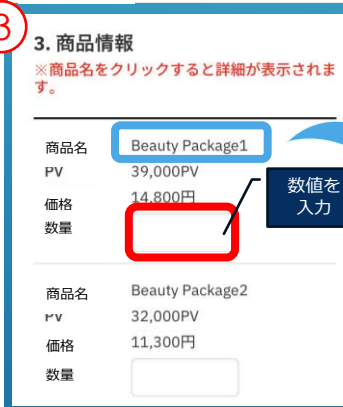 3
3. 商品情報
※商品名をクリックすると詳細が表示されま
す。
商品名 Beauty Package1
PV 39,000PV
価格 14,800円
数量
数値を
入力
商品名 Beauty Package2
PV 32,000PV
価格 11,300円
数量